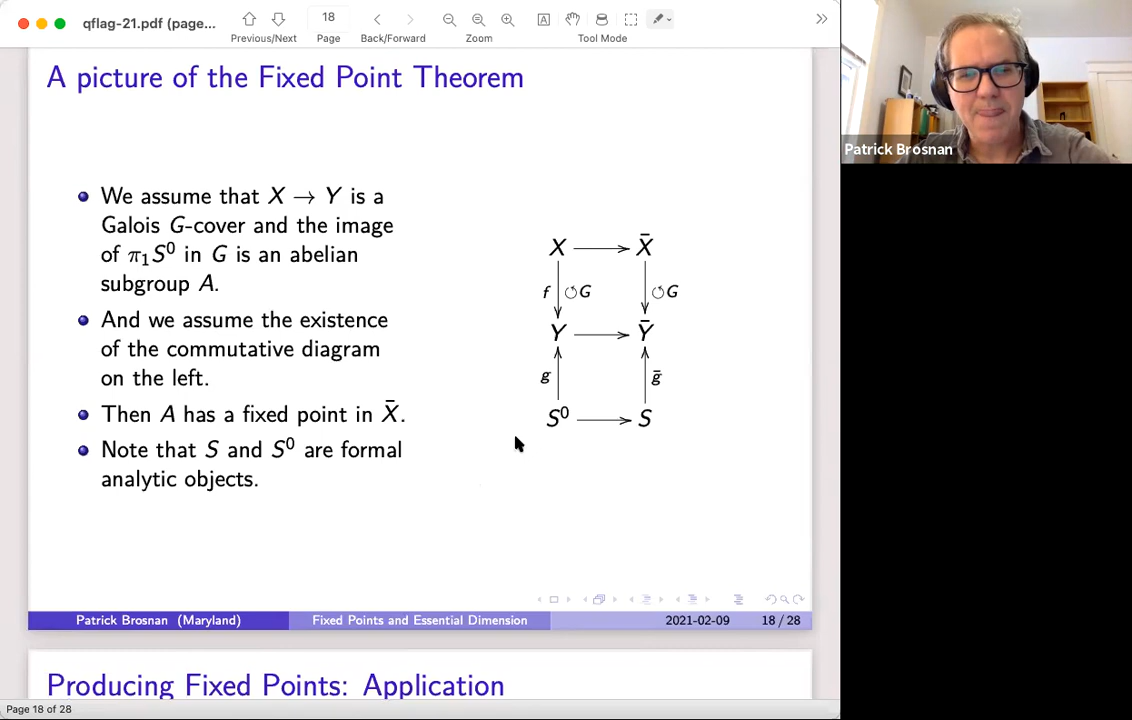 qflag-21.pdf (page...
18
Previous/Next
Page
Back/Forward
Zoom
Tool Mode
A picture of the Fixed Point Theorem
We assume that X → Y is a
Galois G-cover and the image
of π₁S⁰ in G is an abelian
subgroup A.
And we assume the existence
of the commutative diagram
on the left.
Then A has a fixed point in X̄.
Note that S and S⁰ are formal
analytic objects.
X X̄
f ↺G ↺G
Y Ȳ
g ḡ
S⁰ S
Patrick Brosnan (Maryland) Fixed Points and Essential Dimension 2021-02-09 18 / 28
Producing Fixed Points: Application
Page 18 of 28
Patrick Brosnan